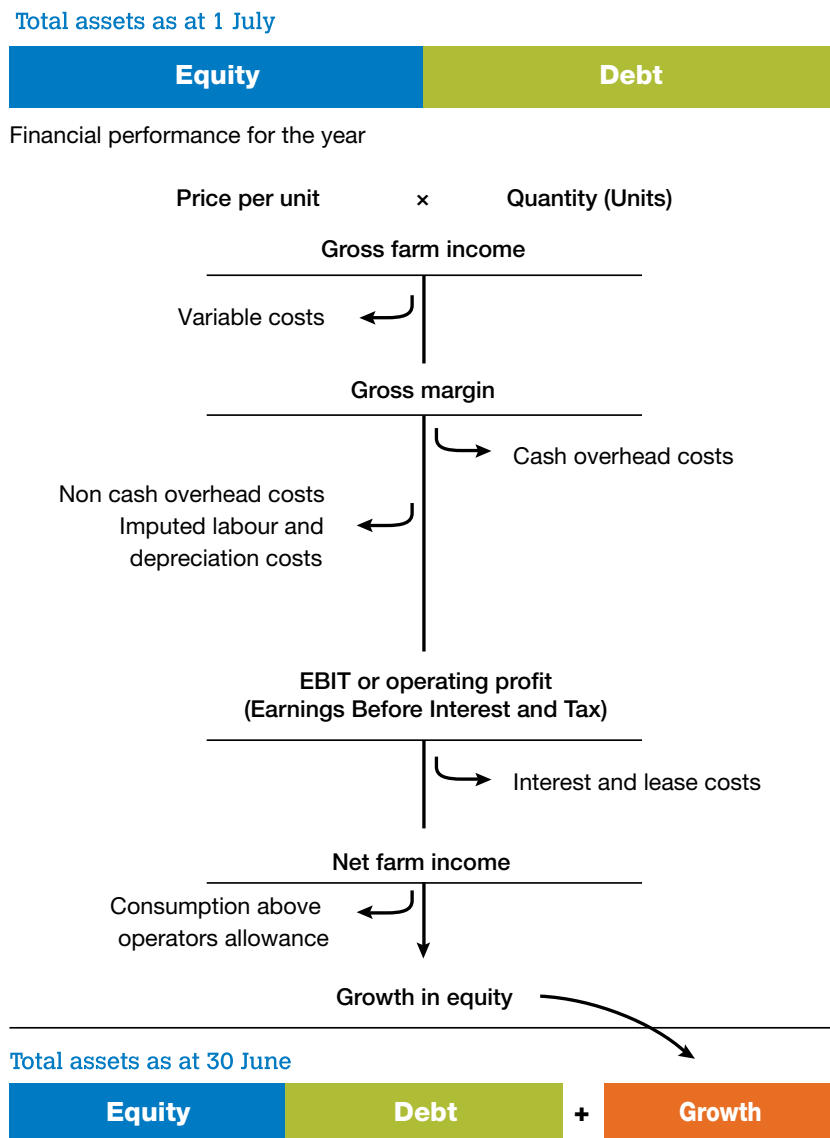 Total assets as at 1 July
Equity
Debt
Financial performance for the year
Price per unit × Quantity (Units)
Gross farm income
Variable costs
Gross margin
Cash overhead costs
Non cash overhead costs
Imputed labour and
depreciation costs
EBIT or operating profit
(Earnings Before Interest and Tax)
Interest and lease costs
Net farm income
Consumption above
operators allowance
Growth in equity
Total assets as at 30 June
Equity
Debt
+
Growth